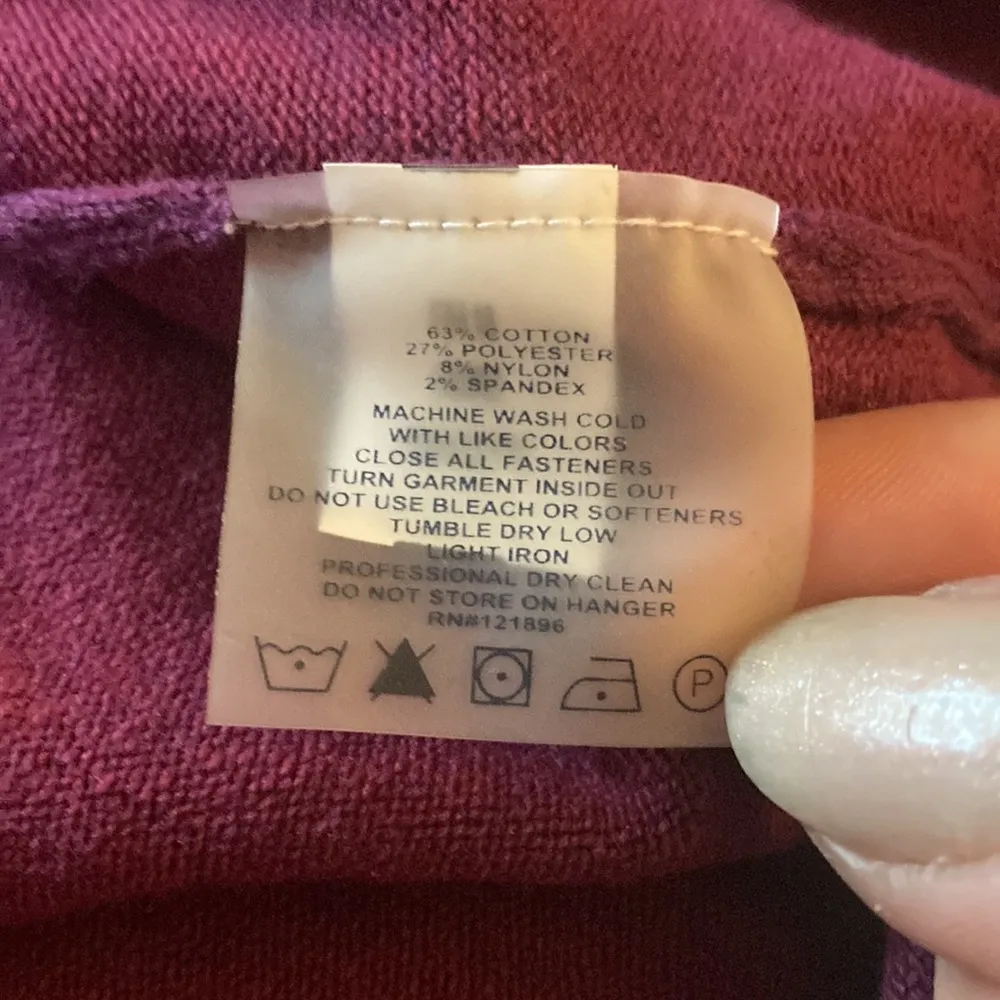 63% COTTON
27% POLYESTER
8% NYLON
2% SPANDEX
MACHINE WASH COLD
WITH LIKE COLORS
CLOSE ALL FASTENERS
TURN GARMENT INSIDE OUT
DO NOT USE BLEACH OR SOFTENERS
TUMBLE DRY LOW
LIGHT IRON
PROFESSIONAL DRY CLEAN
DO NOT STORE ON HANGER
RN#121896
P